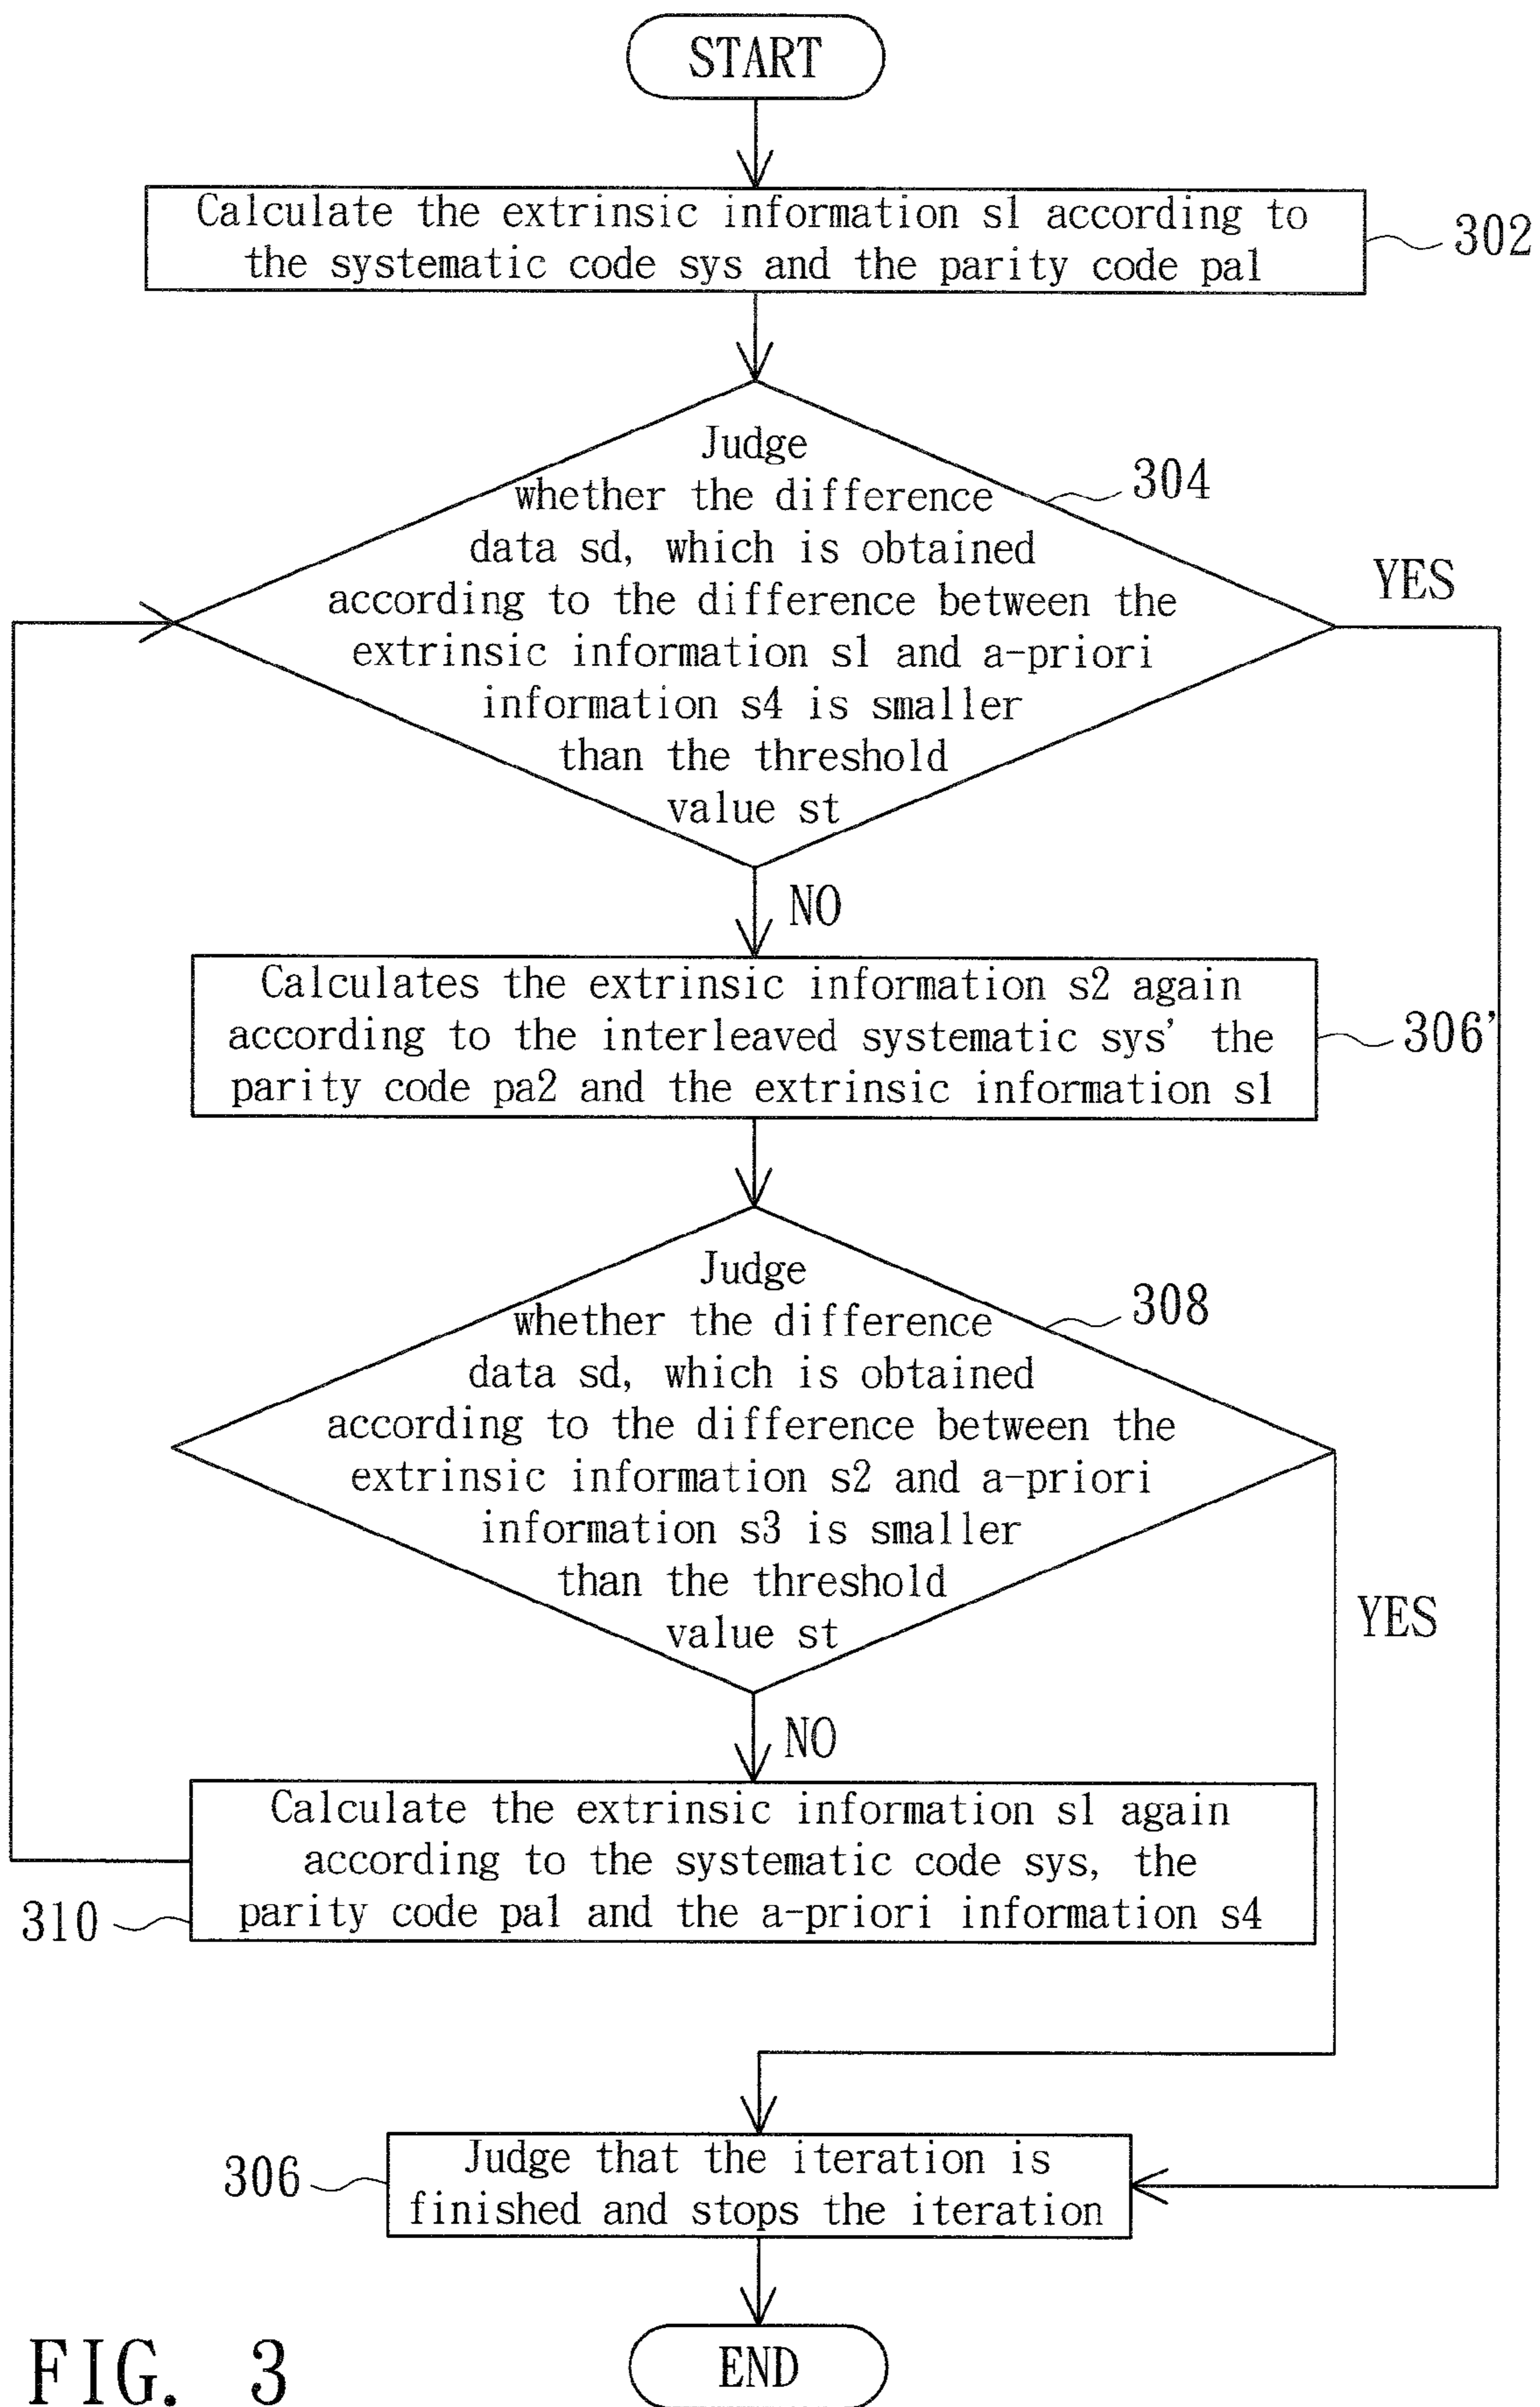 START
Calculate the extrinsic information s1 according to
the systematic code sys and the parity code pa1
302
Judge
whether the difference
data sd, which is obtained
according to the difference between the
extrinsic information s1 and a-priori
information s4 is smaller
than the threshold
value st
304
YES
NO
Calculates the extrinsic information s2 again
according to the interleaved systematic sys' the
parity code pa2 and the extrinsic information s1
306'
Judge
whether the difference
data sd, which is obtained
according to the difference between the
extrinsic information s2 and a-priori
information s3 is smaller
than the threshold
value st
308
YES
NO
Calculate the extrinsic information s1 again
according to the systematic code sys, the
parity code pa1 and the a-priori information s4
310
Judge that the iteration is
finished and stops the iteration
306
END
FIG. 3